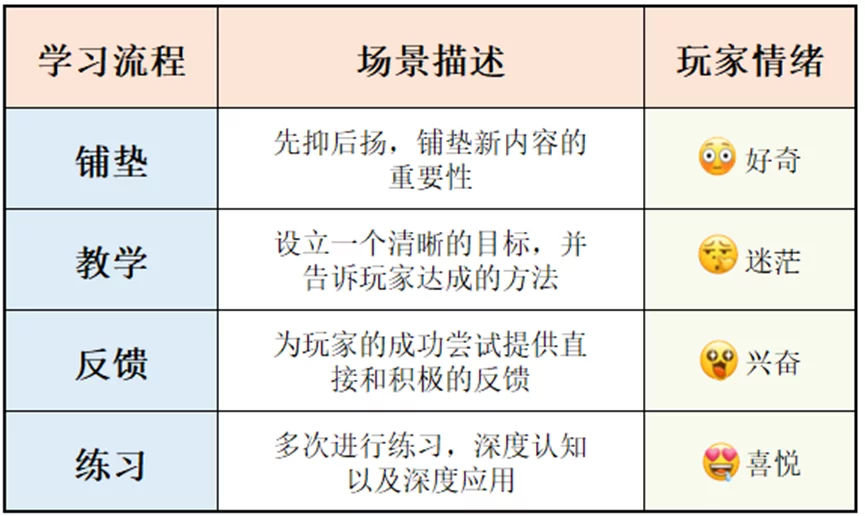 学习流程
场景描述
玩家情绪
铺垫
先抑后扬，铺垫新内容的
重要性
好奇
教学
设立一个清晰的目标，并
告诉玩家达成的方法
迷茫
反馈
为玩家的成功尝试提供直
接和积极的反馈
兴奋
练习
多次进行练习，深度认知
以及深度应用
喜悦